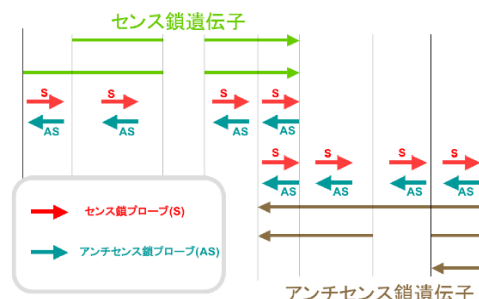 センス鎖遺伝子
S S S S
AS AS AS AS
S S S S
AS AS AS AS
センス鎖プローブ(S)
アンチセンス鎖プローブ(AS)
アンチセンス鎖遺伝子